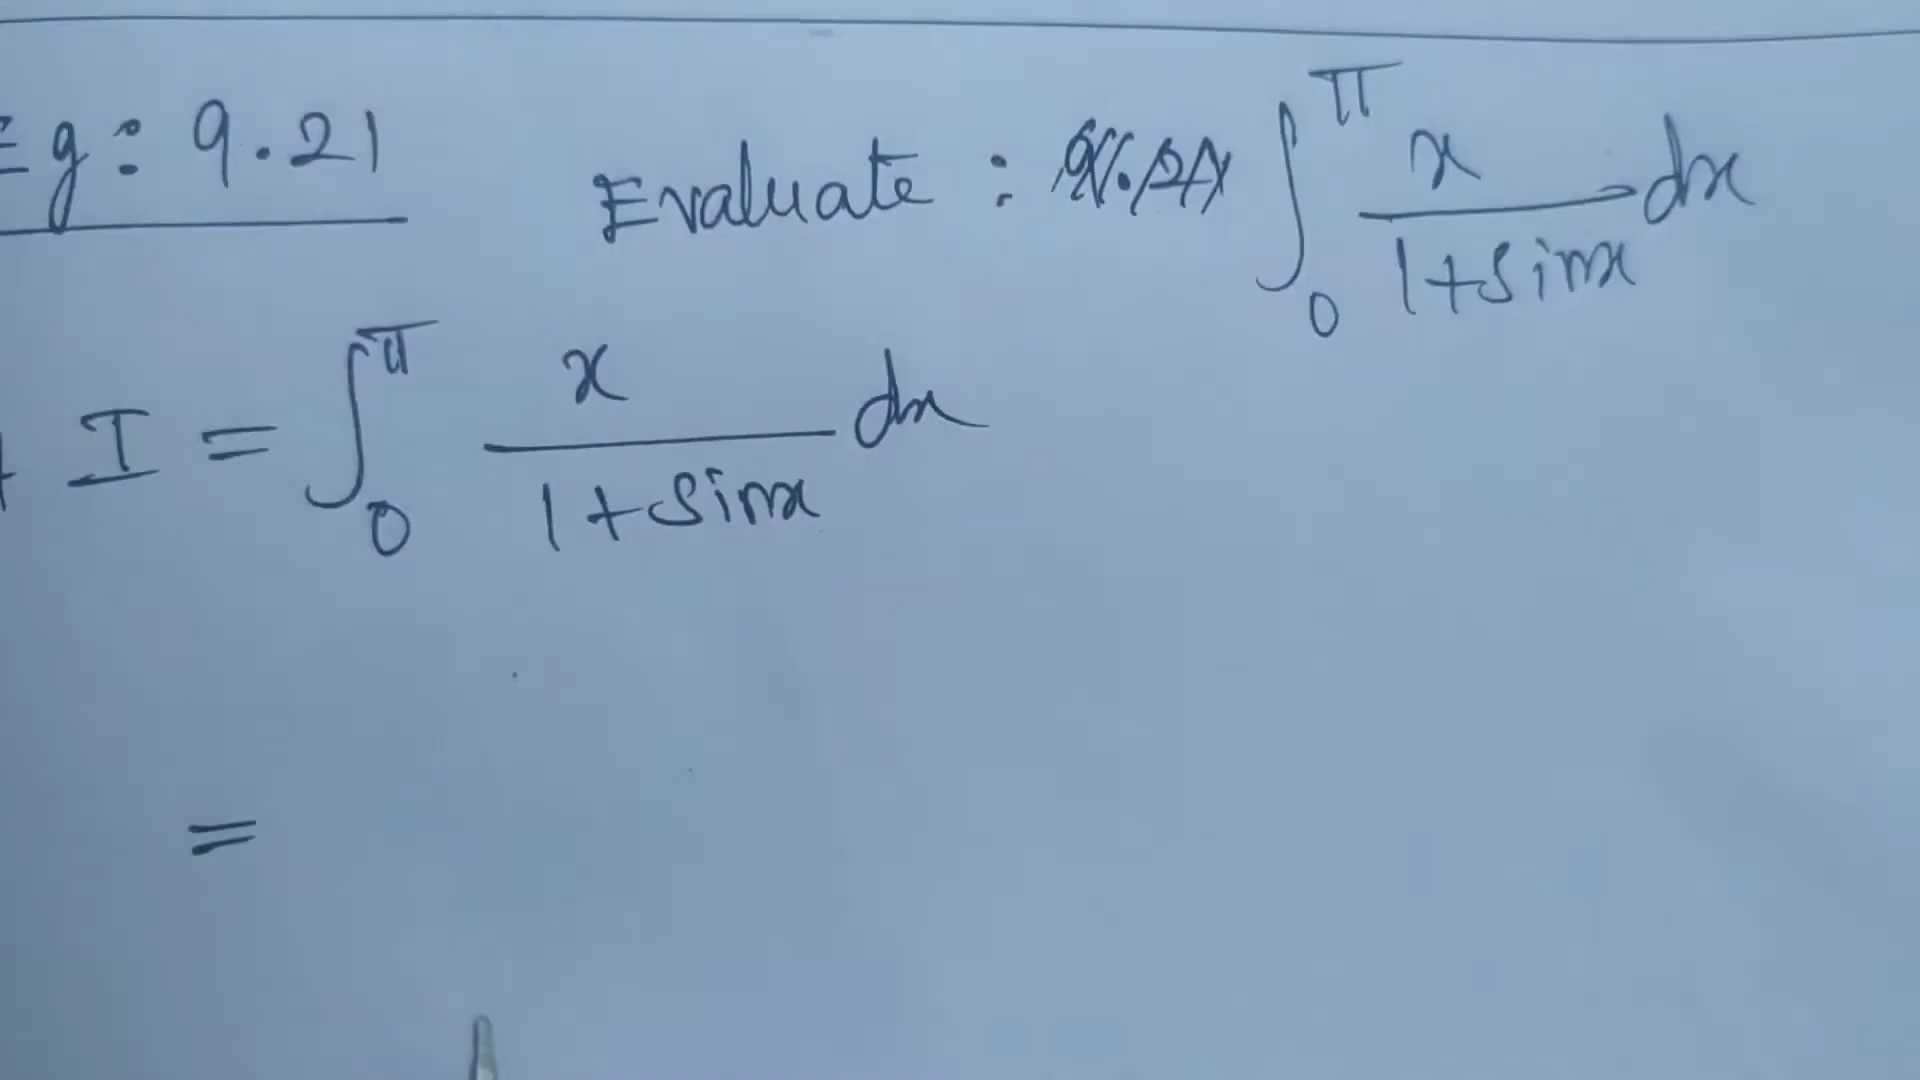 Eg: 9.21 Evaluate: ∫₀^π x/(1+sinx) dx
I = ∫₀^π x/(1+sinx) dx
=